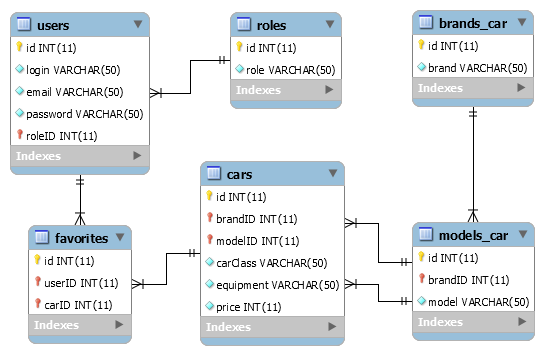 users
id INT(11)
login VARCHAR(50)
email VARCHAR(50)
password VARCHAR(50)
roleID INT(11)
Indexes
roles
id INT(11)
role VARCHAR(50)
Indexes
brands_car
id INT(11)
brand VARCHAR(50)
Indexes
favorites
id INT(11)
userID INT(11)
carID INT(11)
Indexes
cars
id INT(11)
brandID INT(11)
modelID INT(11)
carClass VARCHAR(50)
equipment VARCHAR(50)
price INT(11)
Indexes
models_car
id INT(11)
brandID INT(11)
model VARCHAR(50)
Indexes